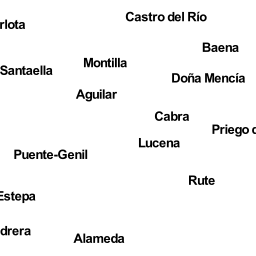 Castro del Río
rlota
Baena
Montilla
Santaella
Doña Mencía
Aguilar
Cabra
Priego
Lucena
Puente-Genil
Rute
Estepa
drera
Alameda